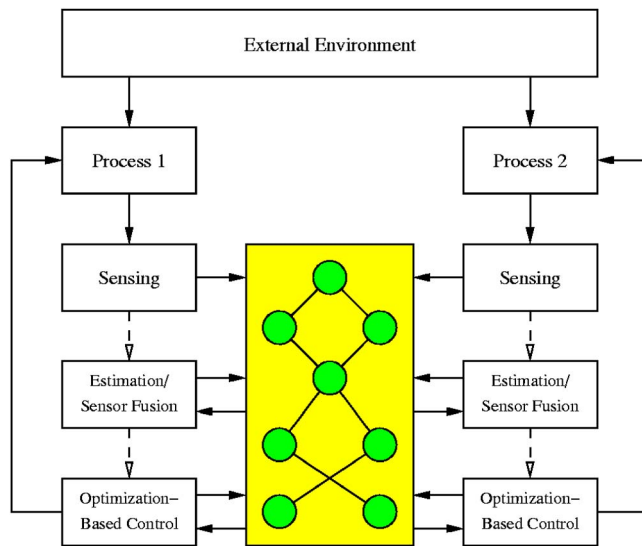 External Environment
Process 1
Process 2
Sensing
Sensing
Estimation/
Sensor Fusion
Estimation/
Sensor Fusion
Optimization−
Based Control
Optimization−
Based Control